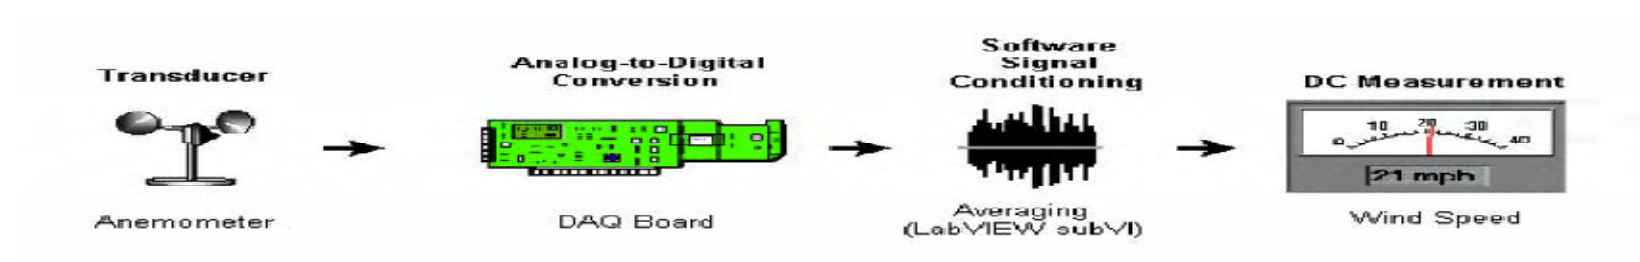 Transducer
Anemometer
Analog-to-Digital
Conversion
DAQ Board
Software
Signal
Conditioning
Averaging
(LabVIEW subVI)
DC Measurement
0 10 20 30 40
21 mph
Wind Speed